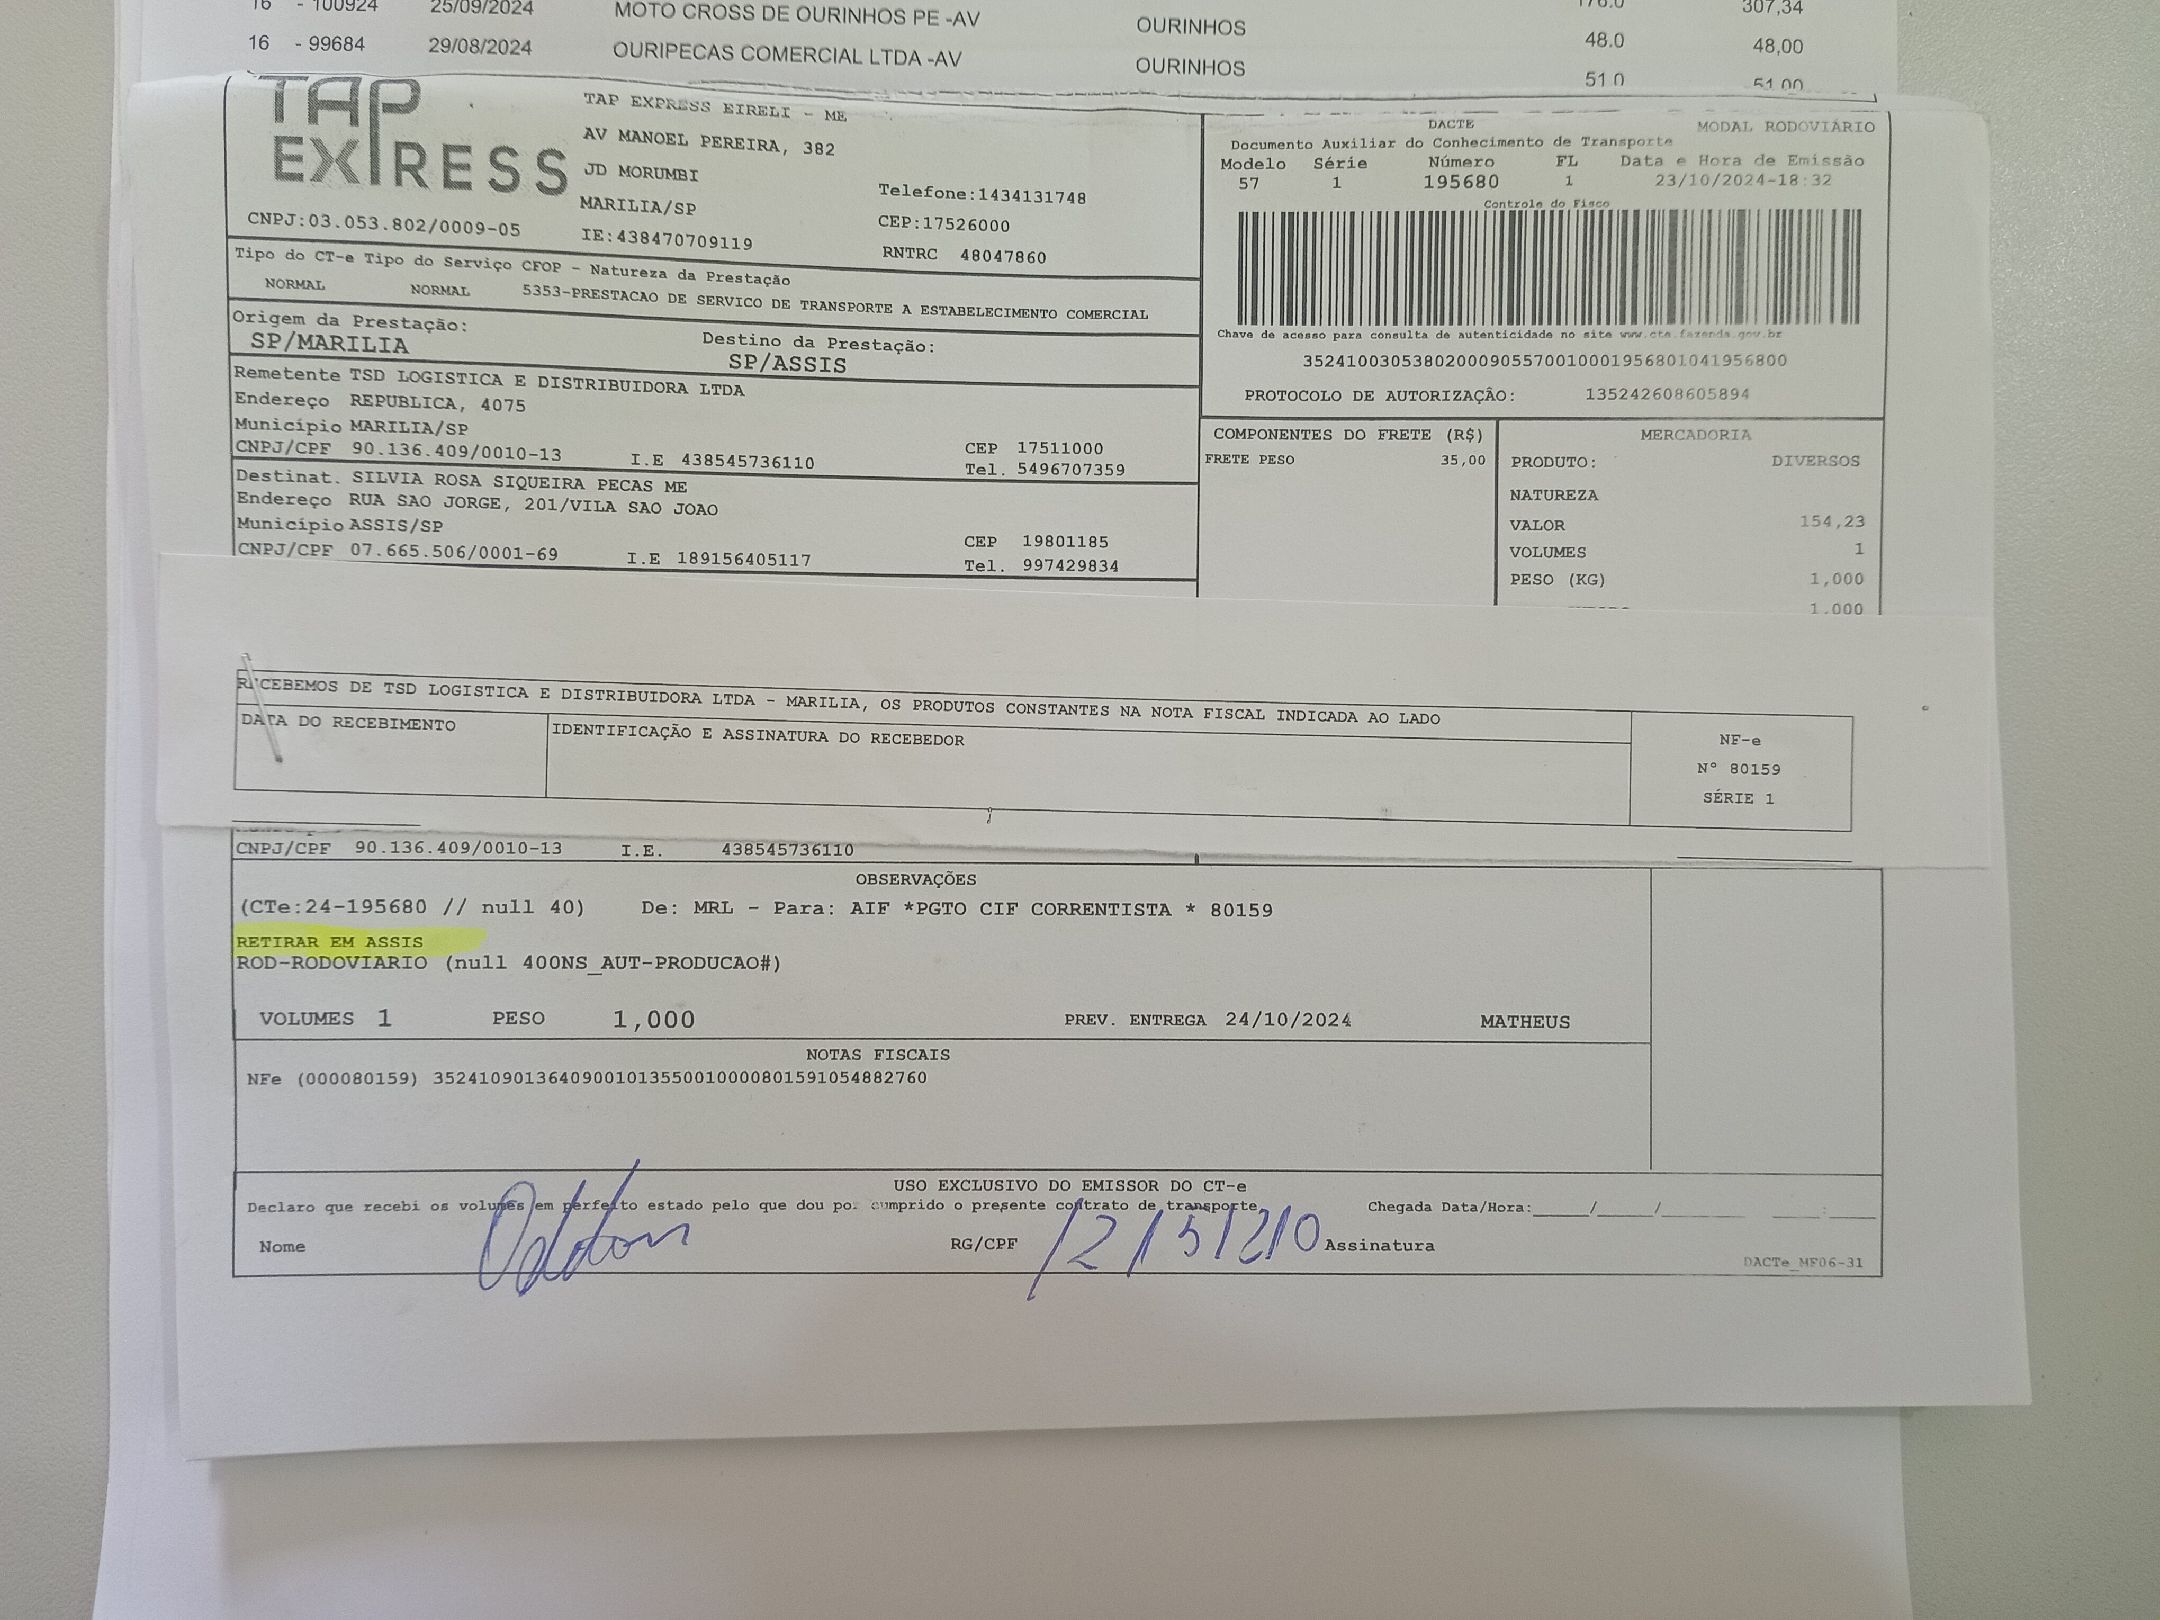 16 - 100924 25/09/2024 MOTO CROSS DE OURINHOS PE -AV OURINHOS 307,34
16 - 99684 29/08/2024 OURIPECAS COMERCIAL LTDA -AV OURINHOS 48.0 48,00
51.0 51,00
TAP EXPRESS
TAP EXPRESS EIRELI - ME
AV MANOEL PEREIRA, 382
JD MORUMBI
MARILIA/SP
Telefone:1434131748
CEP:17526000
CNPJ:03.053.802/0009-05 IE:438470709119 RNTRC 48047860
DACTE MODAL RODOVIÁRIO
Documento Auxiliar do Conhecimento de Transporte
Modelo Série Número FL Data e Hora de Emissão
57 1 195680 1 23/10/2024-18:32
Controle do Fisco
Chave de acesso para consulta de autenticidade no site www.cte.fazenda.gov.br
35241003053802000905570010001956801041956800
PROTOCOLO DE AUTORIZAÇÃO: 135242608605894
Tipo do CT-e Tipo do Serviço CFOP - Natureza da Prestação
NORMAL NORMAL 5353-PRESTACAO DE SERVICO DE TRANSPORTE A ESTABELECIMENTO COMERCIAL
Origem da Prestação: Destino da Prestação:
SP/MARILIA SP/ASSIS
Remetente TSD LOGISTICA E DISTRIBUIDORA LTDA
Endereço REPUBLICA, 4075
Município MARILIA/SP CEP 17511000
CNPJ/CPF 90.136.409/0010-13 I.E 438545736110 Tel. 5496707359
Destinat. SILVIA ROSA SIQUEIRA PECAS ME
Endereço RUA SAO JORGE, 201/VILA SAO JOAO
Município ASSIS/SP CEP 19801185
CNPJ/CPF 07.665.506/0001-69 I.E 189156405117 Tel. 997429834
COMPONENTES DO FRETE (R$)
FRETE PESO 35,00
MERCADORIA
PRODUTO: DIVERSOS
NATUREZA
VALOR 154,23
VOLUMES 1
PESO (KG) 1,000
1.000
RECEBEMOS DE TSD LOGISTICA E DISTRIBUIDORA LTDA - MARILIA, OS PRODUTOS CONSTANTES NA NOTA FISCAL INDICADA AO LADO
DATA DO RECEBIMENTO IDENTIFICAÇÃO E ASSINATURA DO RECEBEDOR
NF-e
N° 80159
SÉRIE 1
CNPJ/CPF 90.136.409/0010-13 I.E. 438545736110
OBSERVAÇÕES
(CTe:24-195680 // null 40) De: MRL - Para: AIF *PGTO CIF CORRENTISTA * 80159
RETIRAR EM ASSIS
ROD-RODOVIARIO (null 400NS_AUT-PRODUCAO#)
VOLUMES 1 PESO 1,000 PREV. ENTREGA 24/10/2024 MATHEUS
NOTAS FISCAIS
NFe (000080159) 35241090136409001013550010000801591054882760
USO EXCLUSIVO DO EMISSOR DO CT-e
Declaro que recebi os volumes em perfeito estado pelo que dou por cumprido o presente contrato de transporte. Chegada Data/Hora:_____/_____/
Nome RG/CPF Assinatura
DACTe_MF06-31